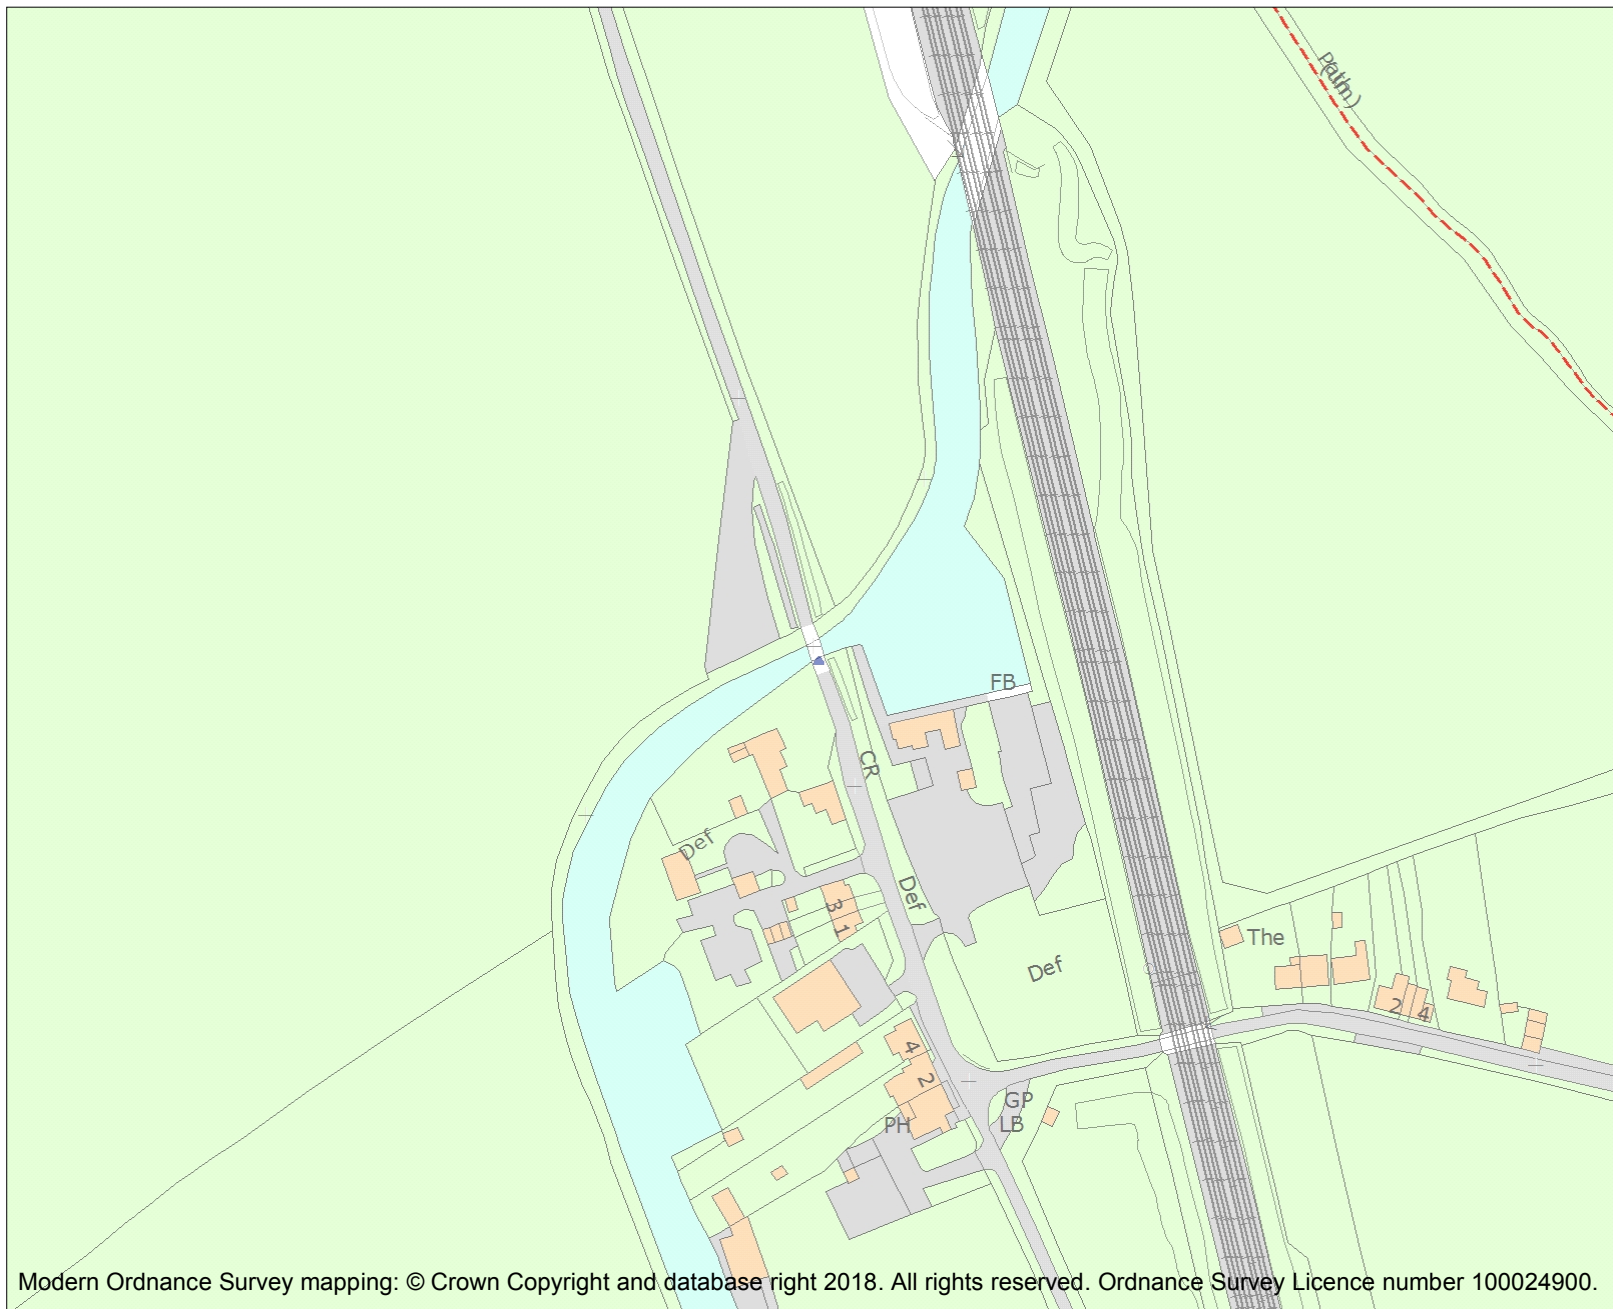 Path
(um)
FB
CR
Def
Def
3
1
The
Def
2
4
4
2
GP
PH
LB
Modern Ordnance Survey mapping: © Crown Copyright and database right 2018. All rights reserved. Ordnance Survey Licence number 100024900.